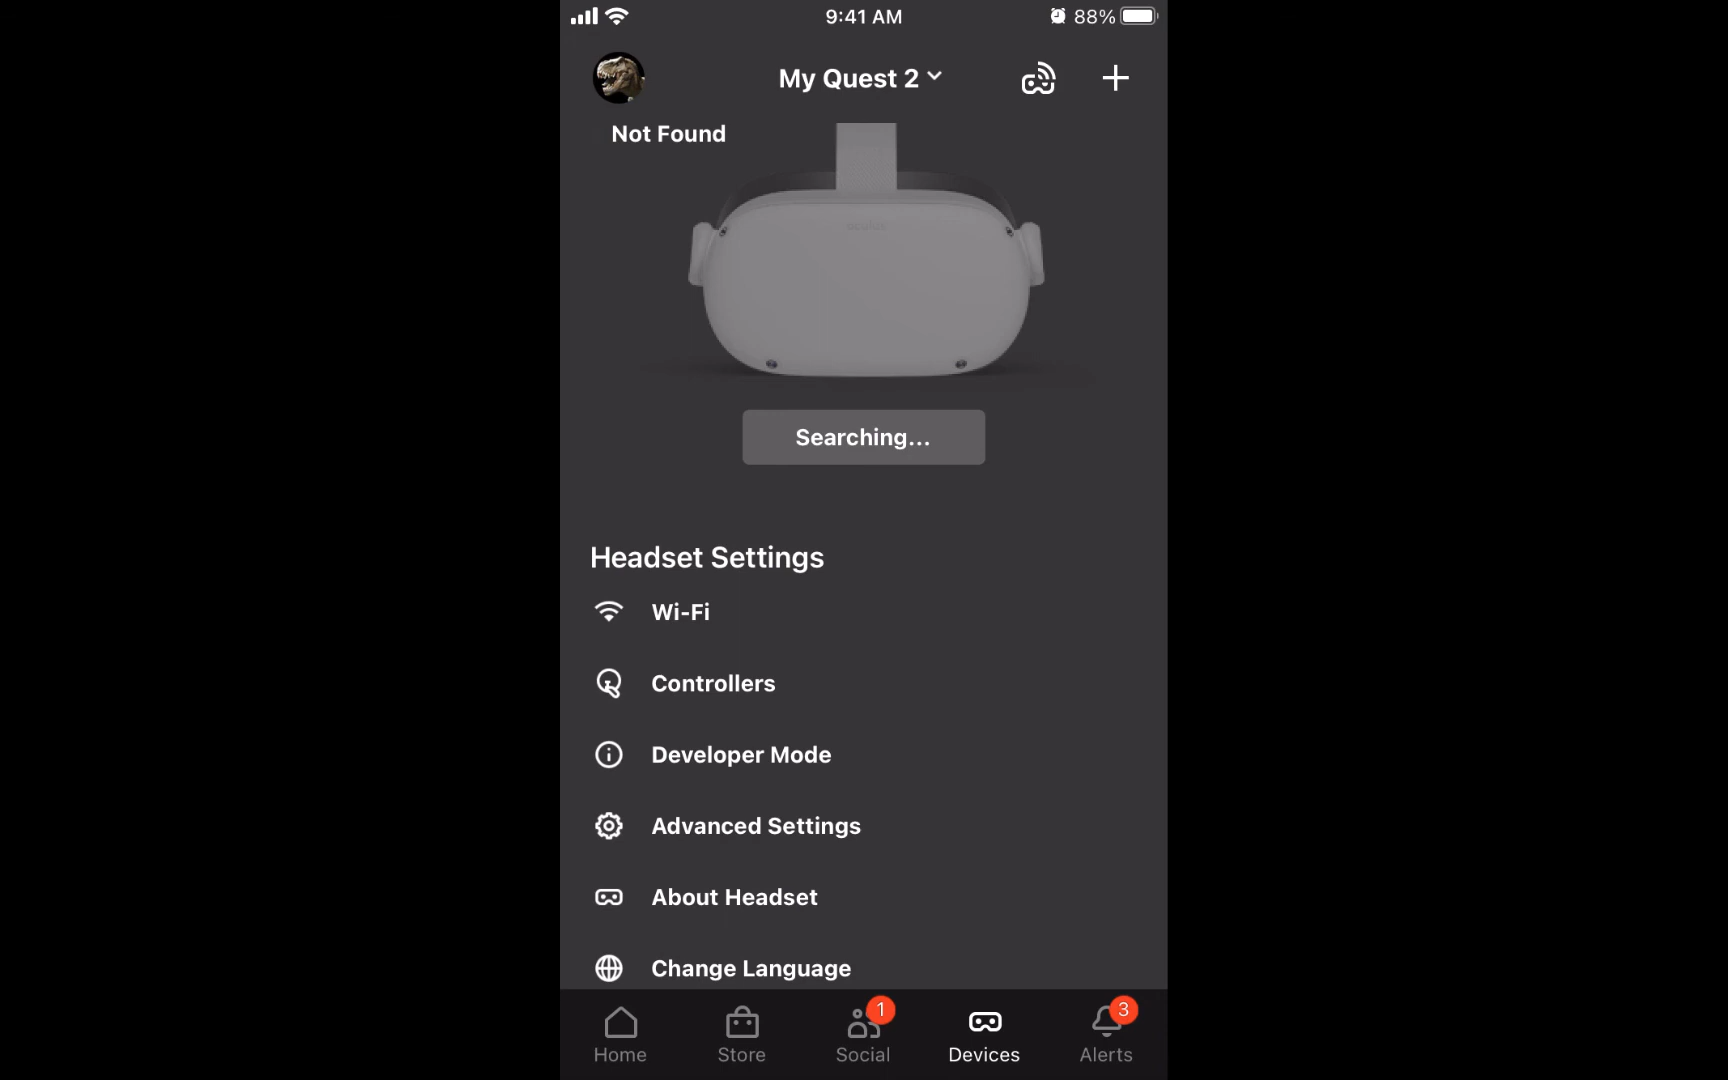 9:41 AM
88%
My Quest 2
Not Found
oculus
Searching...
Headset Settings
Wi-Fi
Controllers
Developer Mode
Advanced Settings
About Headset
Change Language
1
3
Home
Store
Social
Devices
Alerts